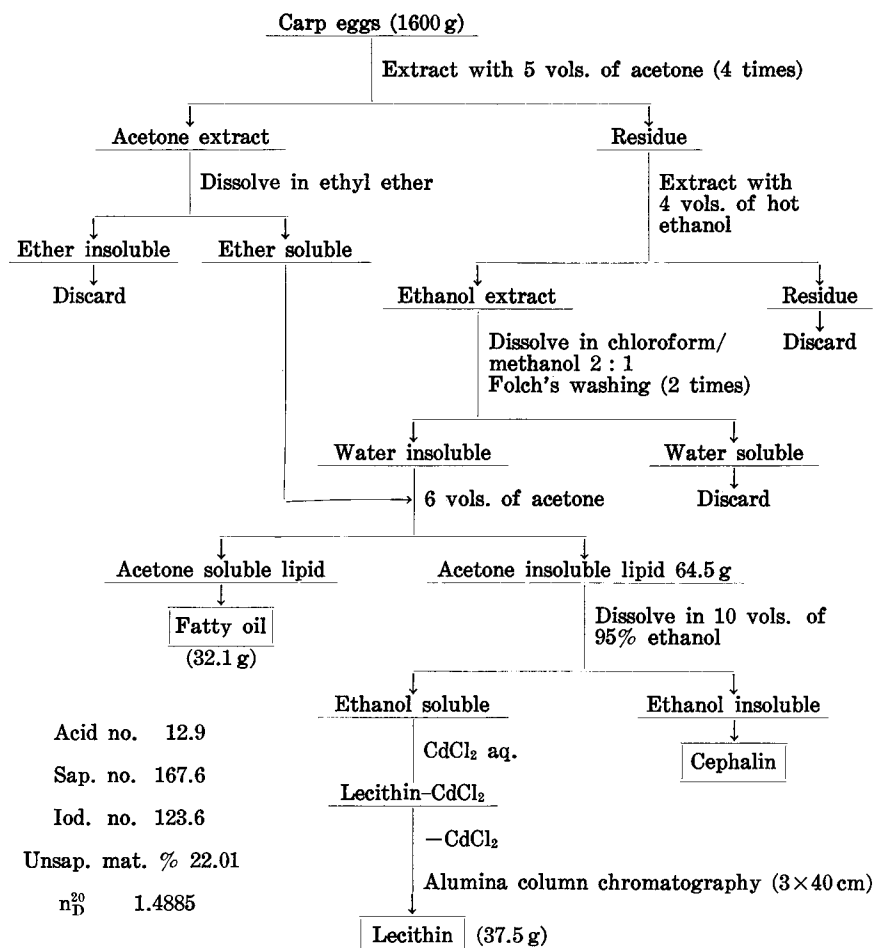 Carp eggs (1600 g)
Extract with 5 vols. of acetone (4 times)
Acetone extract
Residue
Dissolve in ethyl ether
Extract with
4 vols. of hot
ethanol
Ether insoluble
Ether soluble
Discard
Ethanol extract
Residue
Dissolve in chloroform/
methanol 2 : 1
Folch's washing (2 times)
Discard
Water insoluble
Water soluble
6 vols. of acetone
Discard
Acetone soluble lipid
Acetone insoluble lipid 64.5 g
Fatty oil
(32.1 g)
Dissolve in 10 vols. of
95% ethanol
Ethanol soluble
Ethanol insoluble
CdCl₂ aq.
Cephalin
Lecithin–CdCl₂
—CdCl₂
Alumina column chromatography (3×40 cm)
Lecithin (37.5 g)
Acid no. 12.9
Sap. no. 167.6
Iod. no. 123.6
Unsap. mat. % 22.01
n²⁰_D 1.4885